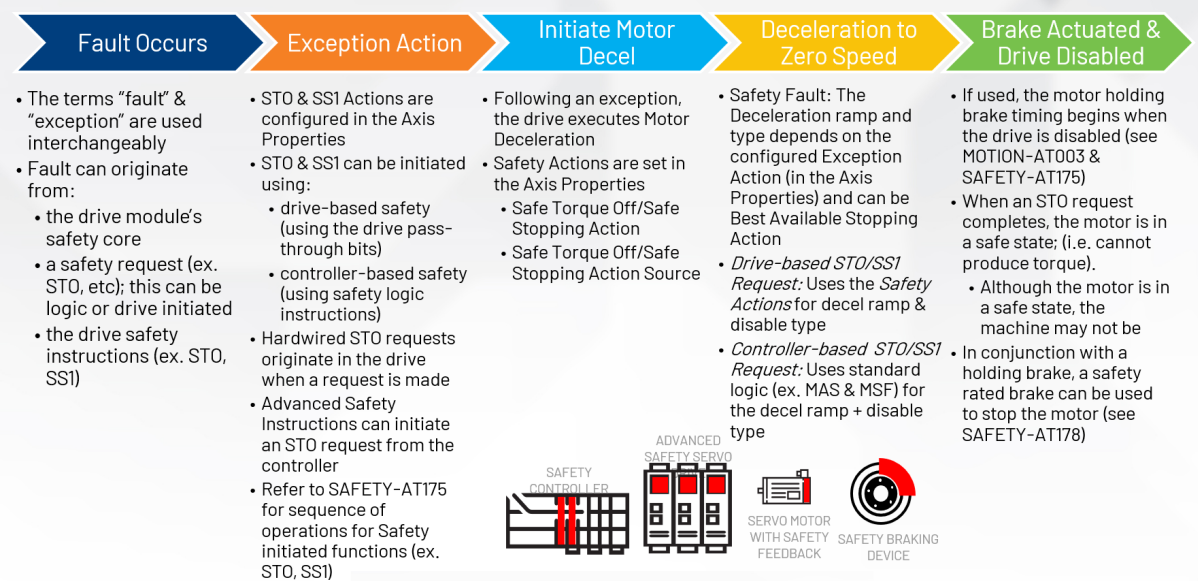 Fault Occurs
Exception Action
Initiate Motor
Decel
Deceleration to
Zero Speed
Brake Actuated &
Drive Disabled
• The terms “fault” &
“exception” are used
interchangeably
• Fault can originate
from:
• the drive module’s
safety core
• a safety request (ex.
STO, etc); this can be
logic or drive initiated
• the drive safety
instructions (ex. STO,
SS1)
• STO & SS1 Actions are
configured in the Axis
Properties
• STO & SS1 can be initiated
using:
• drive-based safety
(using the drive pass-
through bits)
• controller-based safety
(using safety logic
instructions)
• Hardwired STO requests
originate in the drive
when a request is made
• Advanced Safety
Instructions can initiate
an STO request from the
controller
• Refer to SAFETY-AT175
for sequence of
operations for Safety
initiated functions (ex.
STO, SS1)
• Following an exception,
the drive executes Motor
Deceleration
• Safety Actions are set in
the Axis Properties
• Safe Torque Off/Safe
Stopping Action
• Safe Torque Off/Safe
Stopping Action Source
• Safety Fault: The
Deceleration ramp and
type depends on the
configured Exception
Action (in the Axis
Properties) and can be
Best Available Stopping
Action
• Drive-based STO/SS1
Request: Uses the Safety
Actions for decel ramp &
disable type
• Controller-based STO/SS1
Request: Uses standard
logic (ex. MAS & MSF) for
the decel ramp + disable
type
• If used, the motor holding
brake timing begins when
the drive is disabled (see
MOTION-AT003 &
SAFETY-AT175)
• When an STO request
completes, the motor is in
a safe state; (i.e. cannot
produce torque).
• Although the motor is in
a safe state, the
machine may not be
• In conjunction with a
holding brake, a safety
rated brake can be used
to stop the motor (see
SAFETY-AT178)
SAFETY
CONTROLLER
ADVANCED
SAFETY SERVO
SERVO MOTOR
WITH SAFETY
FEEDBACK
SAFETY BRAKING
DEVICE